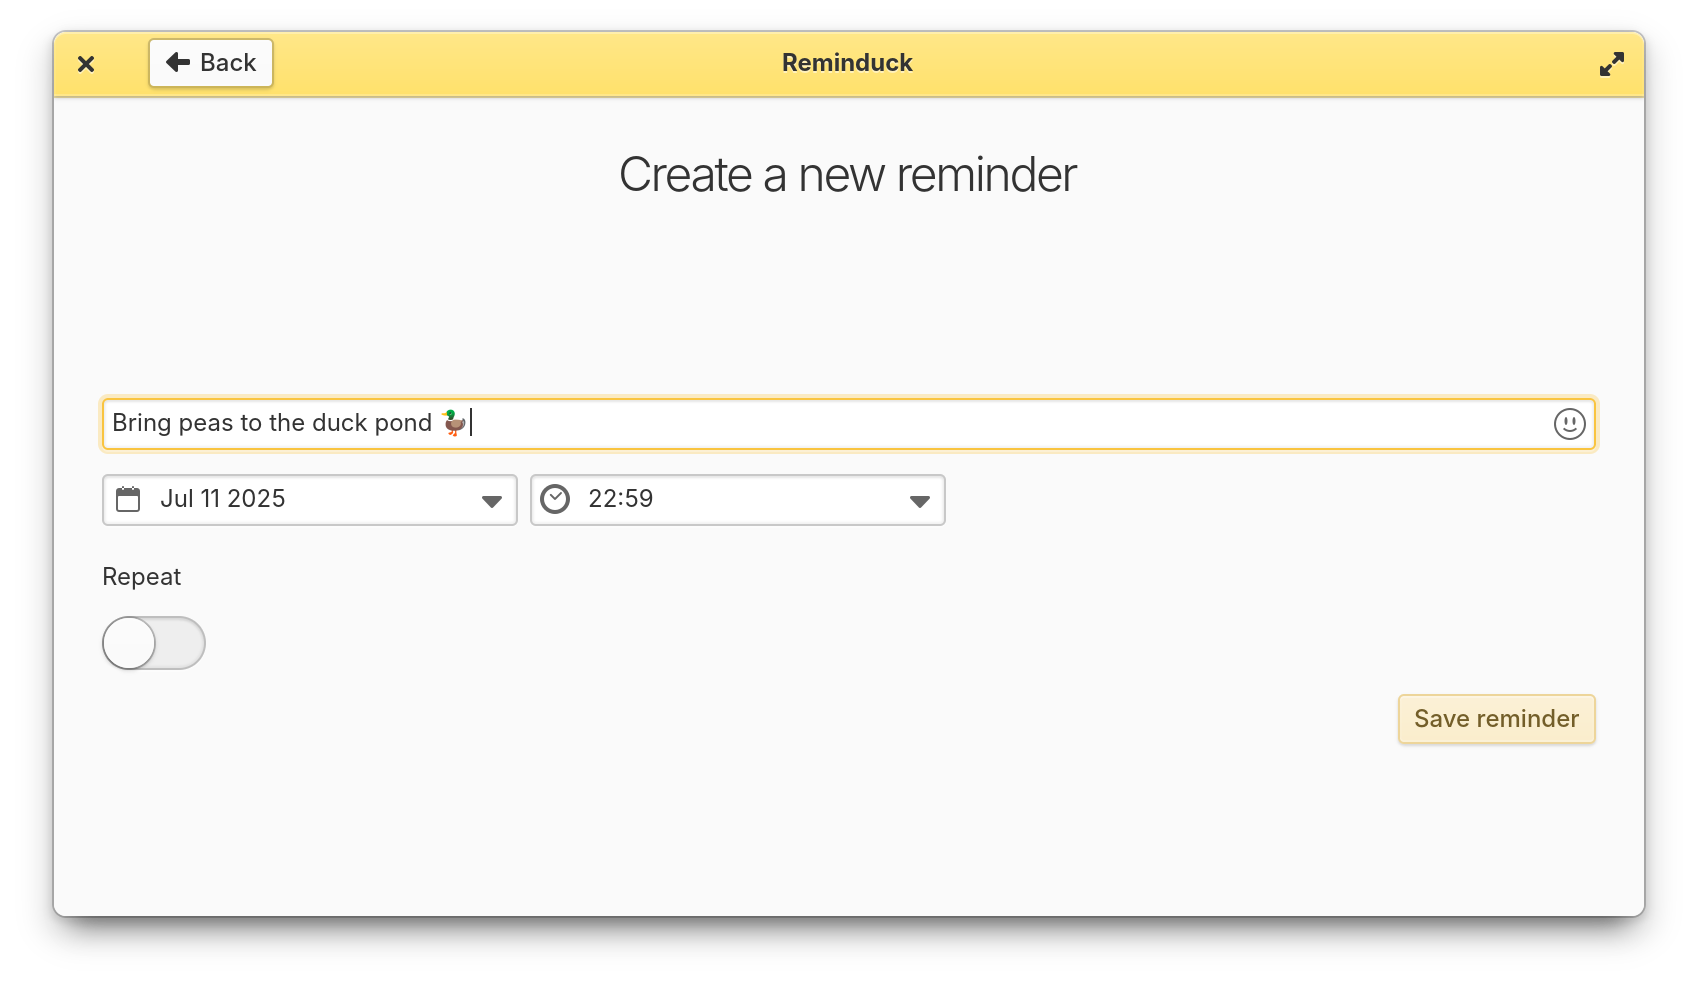 Back
Reminduck
Create a new reminder
Bring peas to the duck pond 🦆
Jul 11 2025
22:59
Repeat
Save reminder